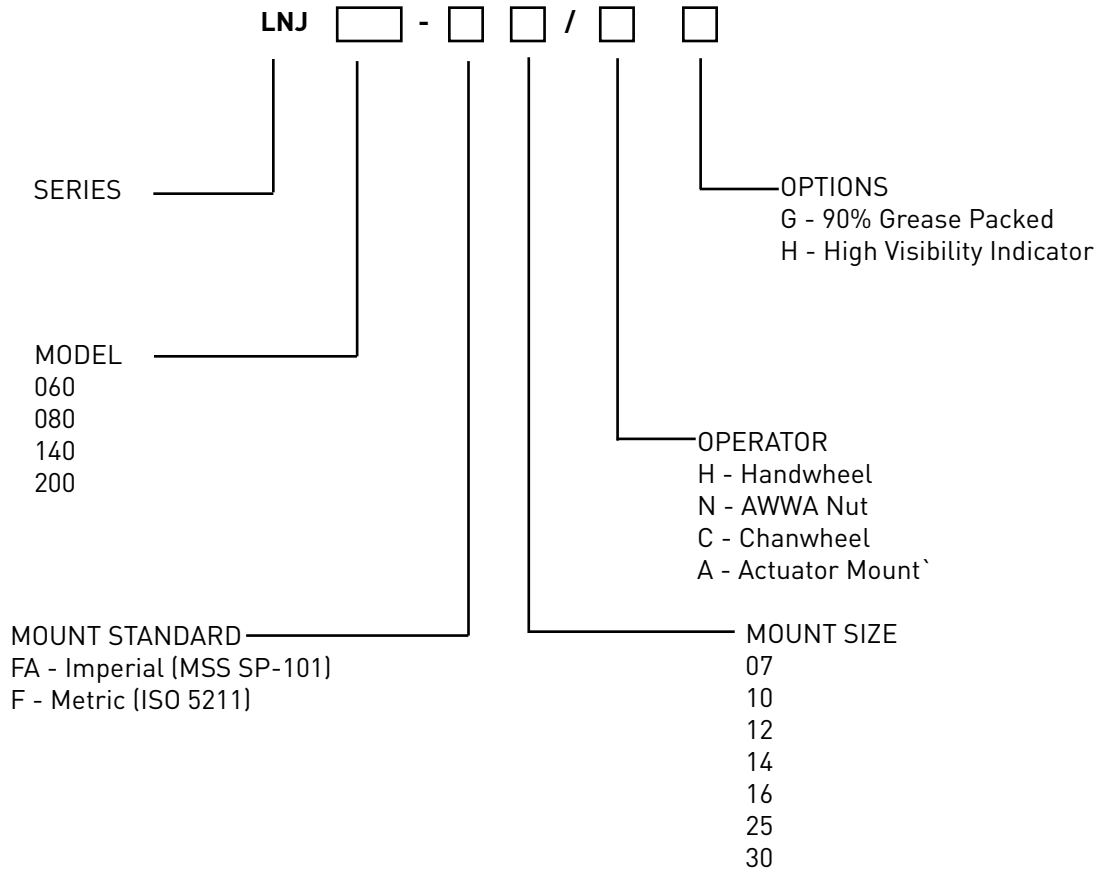 LNJ - /
SERIES
OPTIONS
G - 90% Grease Packed
H - High Visibility Indicator
MODEL
060
080
140
200
OPERATOR
H - Handwheel
N - AWWA Nut
C - Chanwheel
A - Actuator Mount`
MOUNT STANDARD
FA - Imperial (MSS SP-101)
F - Metric (ISO 5211)
MOUNT SIZE
07
10
12
14
16
25
30